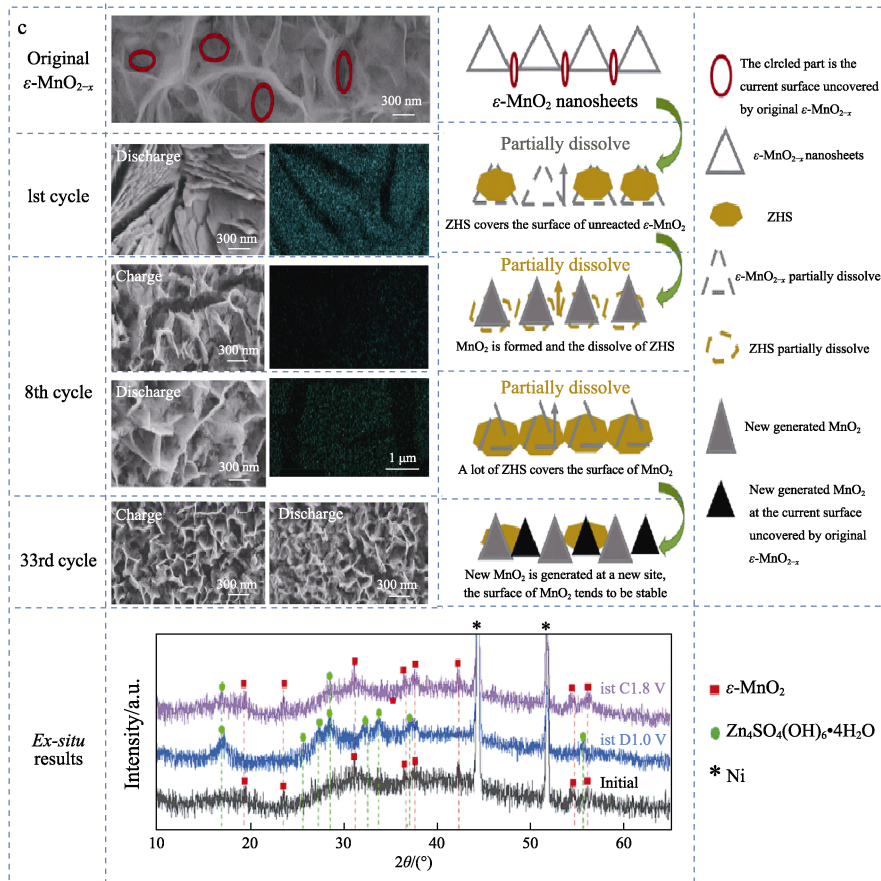 c
Original
ε-MnO₂₋ₓ
300 nm
ε-MnO₂ nanosheets
The circled part is the
current surface uncovered
by original ε-MnO₂₋ₓ
ε-MnO₂₋ₓ nanosheets
ZHS
ε-MnO₂₋ₓ partially dissolve
ZHS partially dissolve
New generated MnO₂
New generated MnO₂
at the current surface
uncovered by original
ε-MnO₂₋ₓ
1st cycle
Discharge
300 nm
Partially dissolve
ZHS covers the surface of unreacted ε-MnO₂
8th cycle
Charge
300 nm
Partially dissolve
MnO₂ is formed and the dissolve of ZHS
Discharge
300 nm
1 μm
Partially dissolve
A lot of ZHS covers the surface of MnO₂
33rd cycle
Charge
300 nm
Discharge
300 nm
New MnO₂ is generated at a new site,
the surface of MnO₂ tends to be stable
Ex-situ
results
Intensity/a.u.
* *
ist C1.8 V
ist D1.0 V
Initial
10 20 30 40 50 60
2θ/(°)
ε-MnO₂
Zn₄SO₄(OH)₆•4H₂O
* Ni